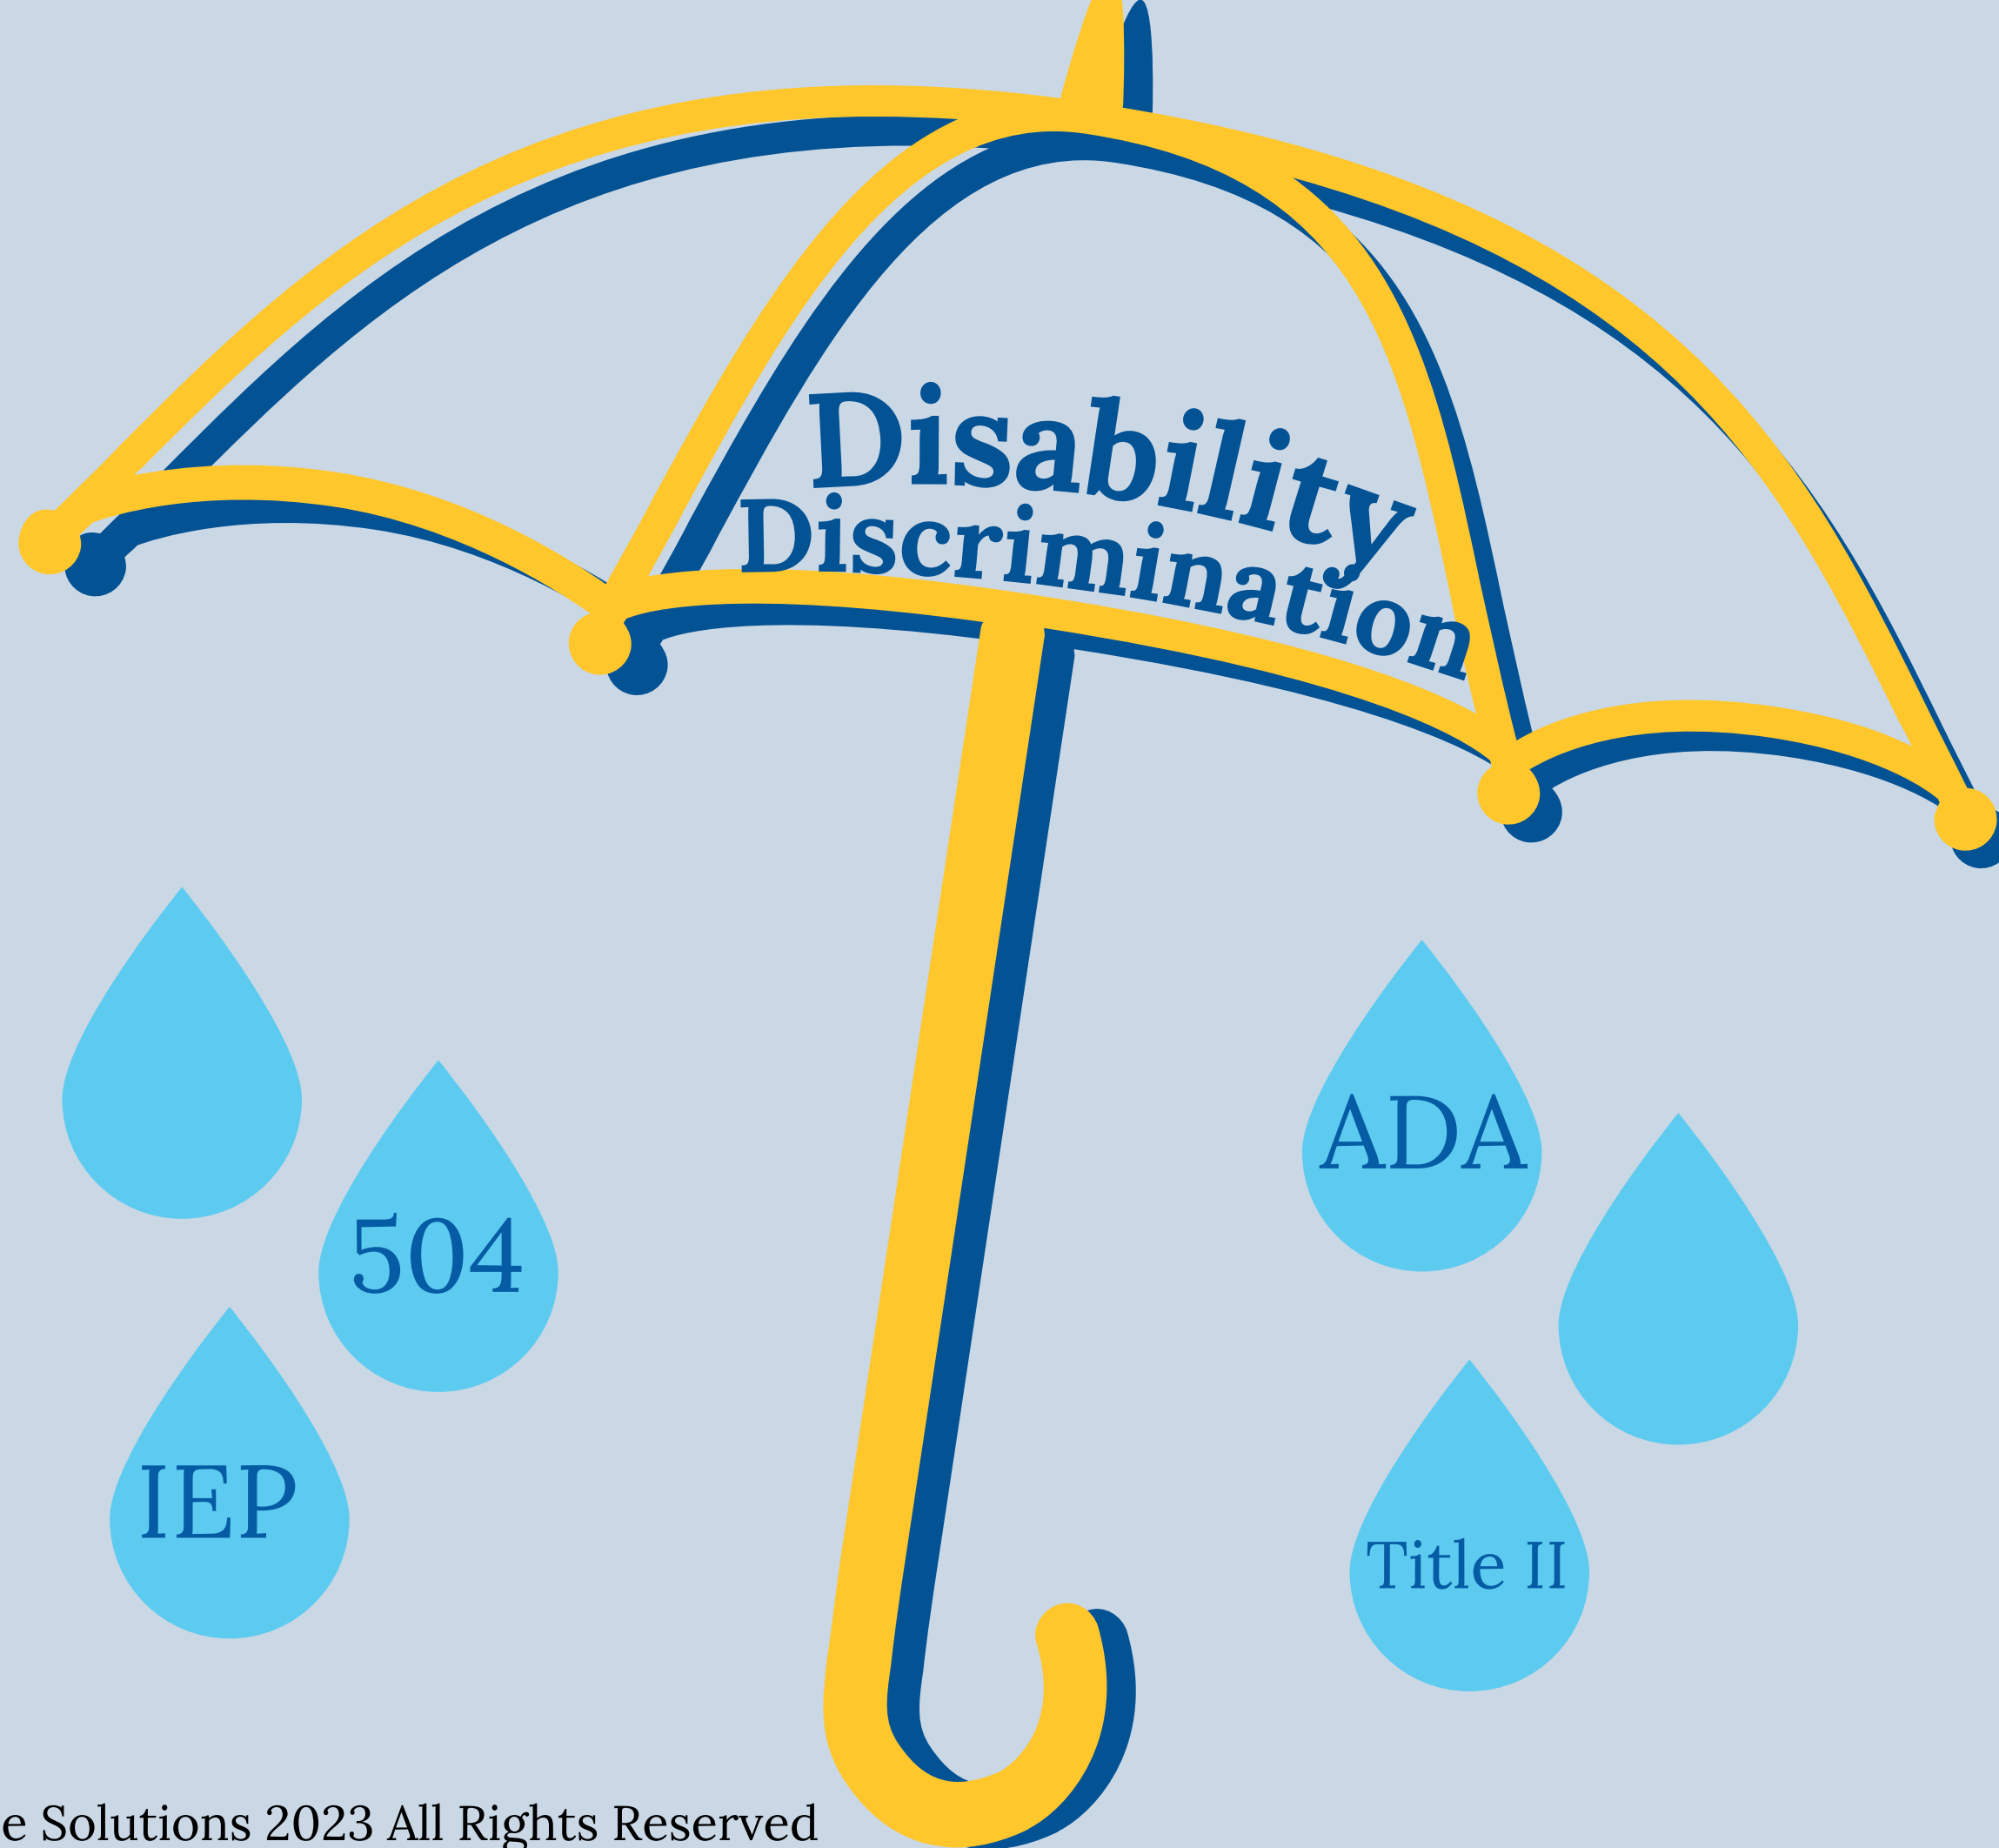 Disability
Discrimination
ADA
504
IEP
Title II
e Solutions 2023 All Rights Reserved